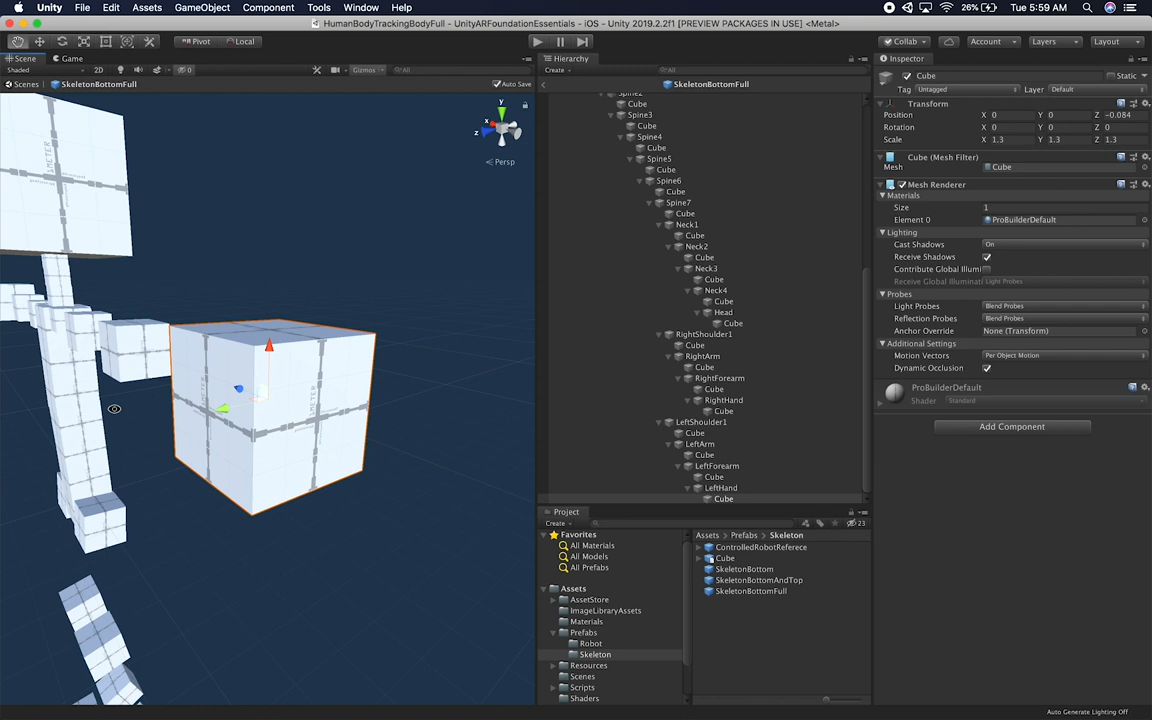 Unity File Edit Assets GameObject Component Tools Window Help 26% Tue 5:59 AM
HumanBodyTrackingBodyFull - UnityARFoundationEssentials - iOS - Unity 2019.2.2f1 [PREVIEW PACKAGES IN USE] <Metal>
Pivot Local Collab Account Layers Layout
Scene Game
Shaded 2D 0 Gizmos All
Scenes SkeletonBottomFull Auto Save
y
x
z
Persp
METER
METER
Hierarchy
Create All
SkeletonBottomFull
Spine2
Cube
Spine3
Cube
Spine4
Cube
Spine5
Cube
Spine6
Cube
Spine7
Cube
Neck1
Cube
Neck2
Cube
Neck3
Cube
Neck4
Cube
Head
Cube
RightShoulder1
Cube
RightArm
Cube
RightForearm
Cube
RightHand
Cube
LeftShoulder1
Cube
LeftArm
Cube
LeftForearm
Cube
LeftHand
Cube
Project
Create 23
Favorites
All Materials
All Models
All Prefabs
Assets
AssetStore
ImageLibraryAssets
Materials
Prefabs
Robot
Skeleton
Resources
Scenes
Scripts
Shaders
Assets Prefabs Skeleton
ControlledRobotReferece
Cube
SkeletonBottom
SkeletonBottomAndTop
SkeletonBottomFull
Inspector
Cube Static
Tag Untagged Layer Default
Transform
Position X 0 Y 0 Z -0.084
Rotation X 0 Y 0 Z 0
Scale X 1.3 Y 1.3 Z 1.3
Cube (Mesh Filter)
Mesh Cube
Mesh Renderer
Materials
Size 1
Element 0 ProBuilderDefault
Lighting
Cast Shadows On
Receive Shadows
Contribute Global Illumi
Receive Global Illuminati Light Probes
Probes
Light Probes Blend Probes
Reflection Probes Blend Probes
Anchor Override None (Transform)
Additional Settings
Motion Vectors Per Object Motion
Dynamic Occlusion
ProBuilderDefault
Shader Standard
Add Component
Auto Generate Lighting Off